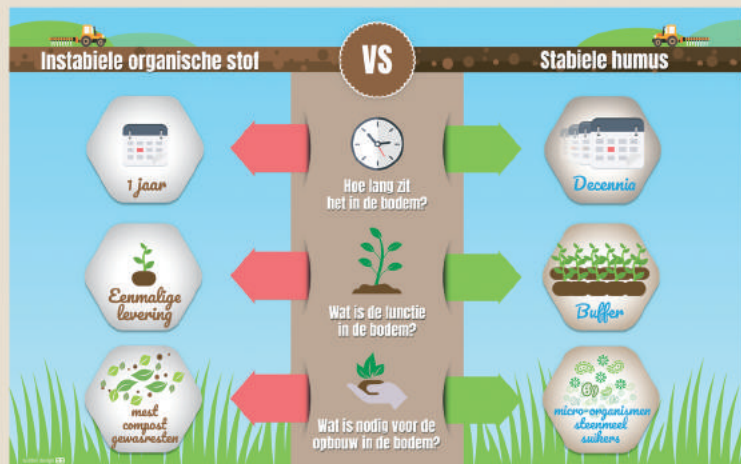 Instabiele organische stof
VS
Stabiele humus
1 jaar
Hoe lang zit
het in de bodem?
Decennia
Eenmalige
levering
Wat is de functie
in de bodem?
Buffer
mest
compost
gewasresten
Wat is nodig voor de
opbouw in de bodem?
micro-organismen
steenmeel
suikers